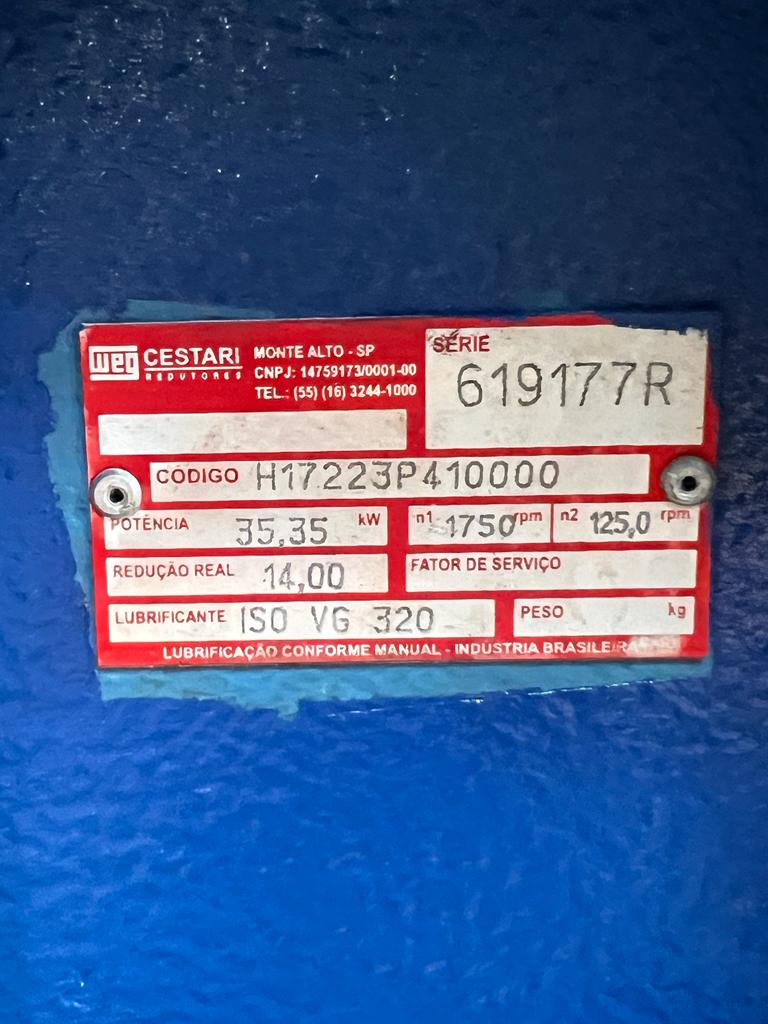 weg CESTARI
REDUTORES
MONTE ALTO - SP
CNPJ: 14759173/0001-00
TEL.: (55) (16) 3244-1000
SÉRIE
619177R
CÓDIGO H17223P410000
POTÊNCIA 35,35 kW
n1 1750 rpm n2 125,0 rpm
REDUÇÃO REAL 14,00
FATOR DE SERVIÇO
LUBRIFICANTE ISO VG 320
PESO kg
LUBRIFICAÇÃO CONFORME MANUAL - INDÚSTRIA BRASILEIRA